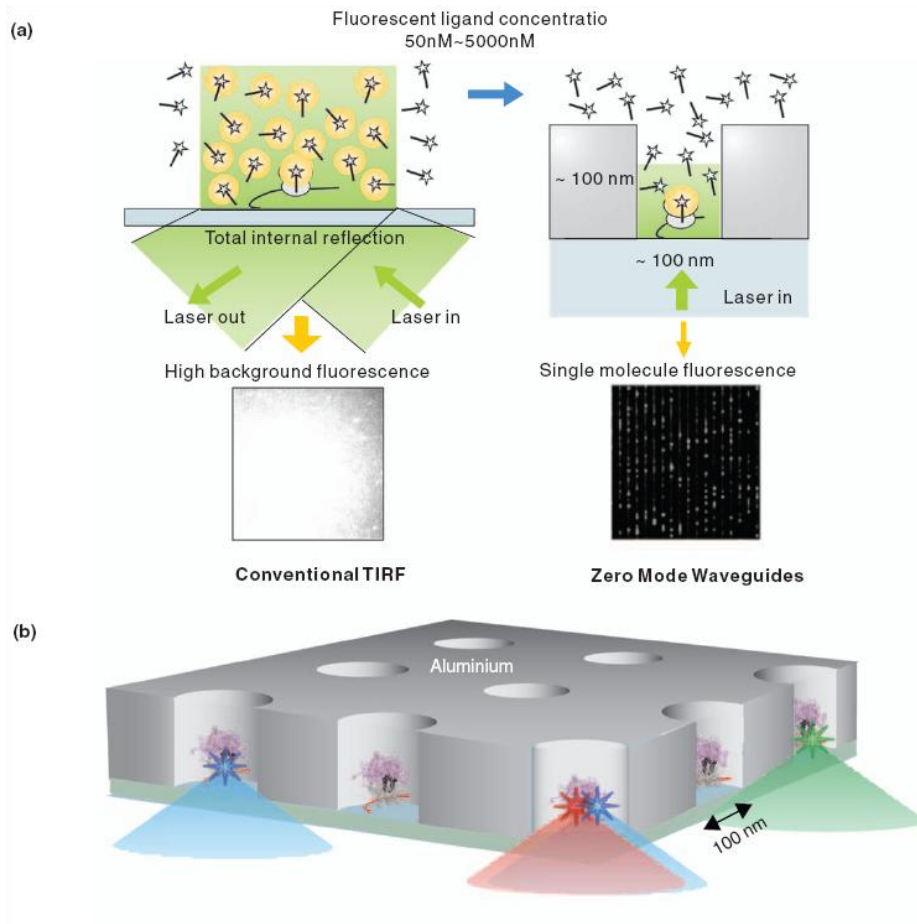 (a)
Fluorescent ligand concentratio
50nM~5000nM
~ 100 nm
Total internal reflection
~ 100 nm
Laser out
Laser in
Laser in
High background fluorescence
Single molecule fluorescence
Conventional TIRF
Zero Mode Waveguides
(b)
Aluminium
100 nm